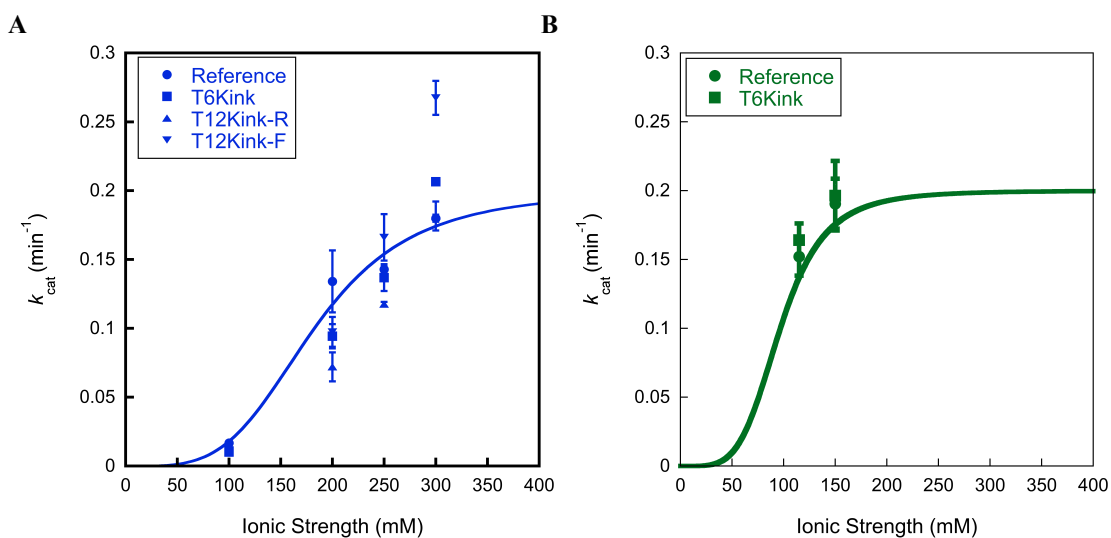 A
0.3
0.25
0.2
0.15
0.1
0.05
0
k cat (min-1)
Reference
T6Kink
T12Kink-R
T12Kink-F
0 50 100 150 200 250 300 350 400
Ionic Strength (mM)
B
0.3
0.25
0.2
0.15
0.1
0.05
0
k cat (min-1)
Reference
T6Kink
0 50 100 150 200 250 300 350 400
Ionic Strength (mM)